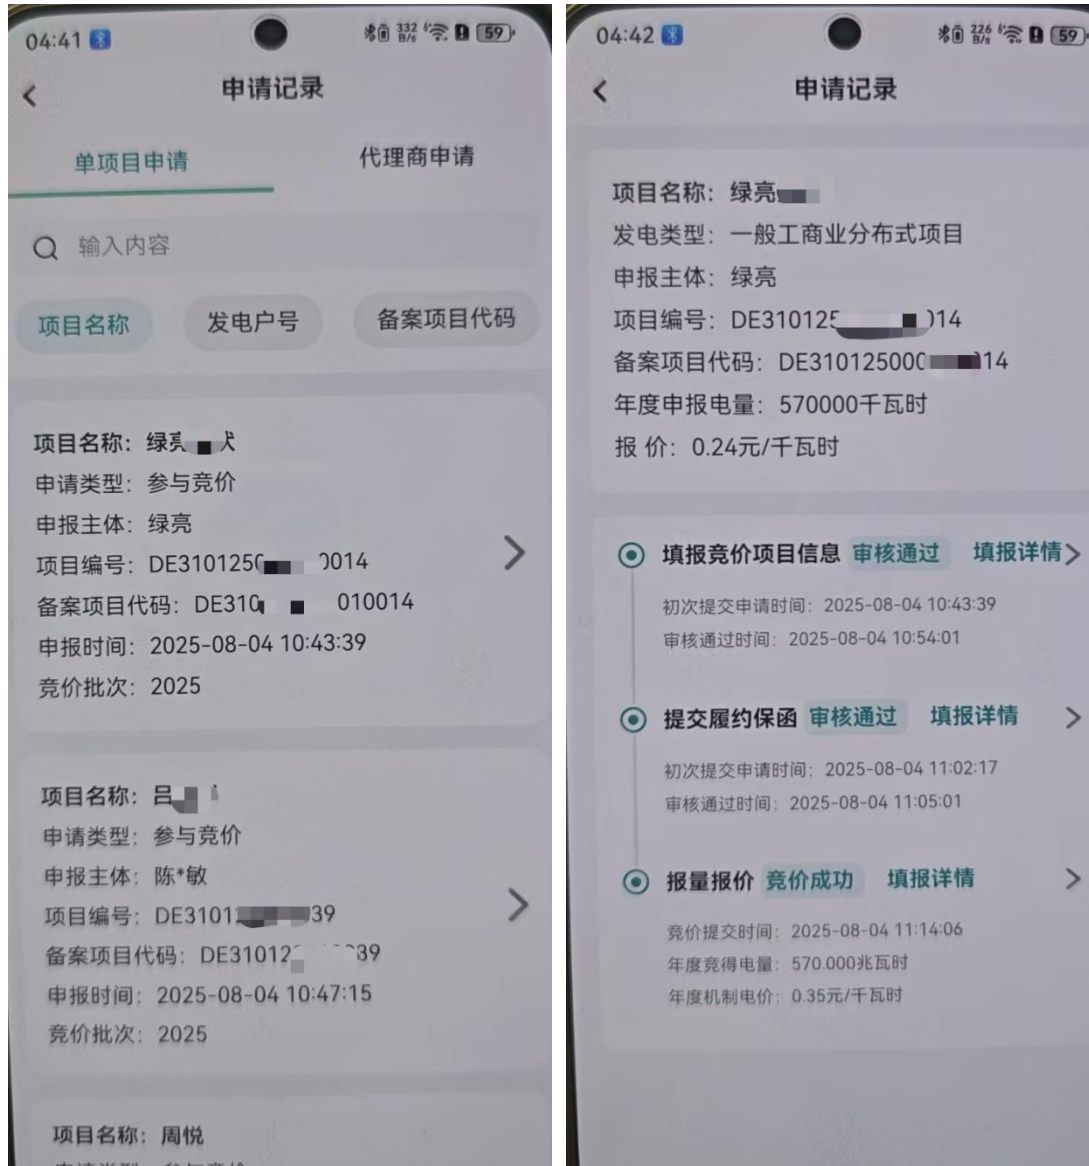 04:41
332 B/s
59
申请记录
单项目申请
代理商申请
输入内容
项目名称
发电户号
备案项目代码
项目名称：绿亮
申请类型：参与竞价
申报主体：绿亮
项目编号：DE310125 0014
备案项目代码：DE310 010014
申报时间：2025-08-04 10:43:39
竞价批次：2025
项目名称：吕
申请类型：参与竞价
申报主体：陈*敏
项目编号：DE3101 39
备案项目代码：DE31012 39
申报时间：2025-08-04 10:47:15
竞价批次：2025
项目名称：周悦
04:42
226 B/s
59
申请记录
项目名称：绿亮
发电类型：一般工商业分布式项目
申报主体：绿亮
项目编号：DE310125 014
备案项目代码：DE31012500 14
年度申报电量：570000千瓦时
报 价：0.24元/千瓦时
填报竞价项目信息 审核通过 填报详情
初次提交申请时间：2025-08-04 10:43:39
审核通过时间：2025-08-04 10:54:01
提交履约保函 审核通过 填报详情
初次提交申请时间：2025-08-04 11:02:17
审核通过时间：2025-08-04 11:05:01
报量报价 竞价成功 填报详情
竞价提交时间：2025-08-04 11:14:06
年度竞得电量：570.000兆瓦时
年度机制电价：0.35元/千瓦时